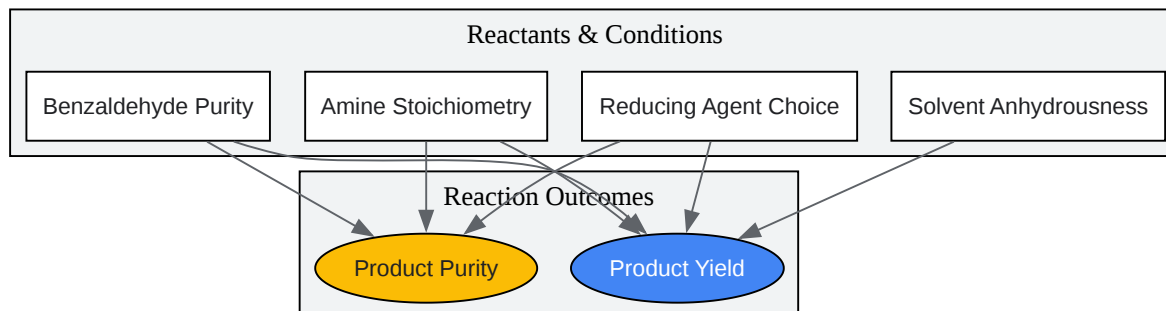 Reactants & Conditions
Benzaldehyde Purity
Amine Stoichiometry
Reducing Agent Choice
Solvent Anhydrousness
Reaction Outcomes
Product Purity
Product Yield